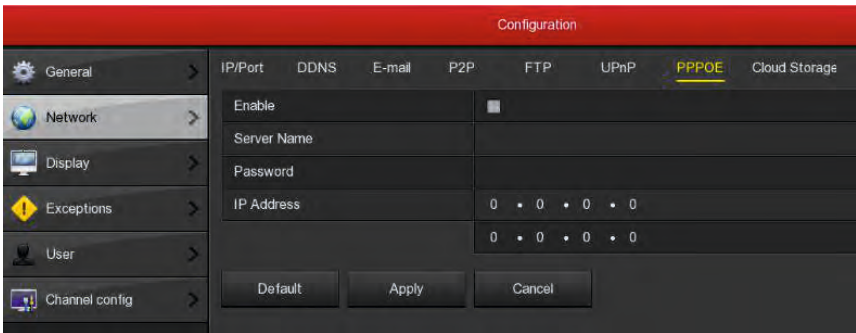 Configuration
General > IP/Port DDNS E-mail P2P FTP UPnP PPPOE Cloud Storage
Network >
Display >
Exceptions >
User >
Channel config >
Enable
Server Name
Password
IP Address 0 • 0 • 0 • 0
0 • 0 • 0 • 0
Default Apply Cancel